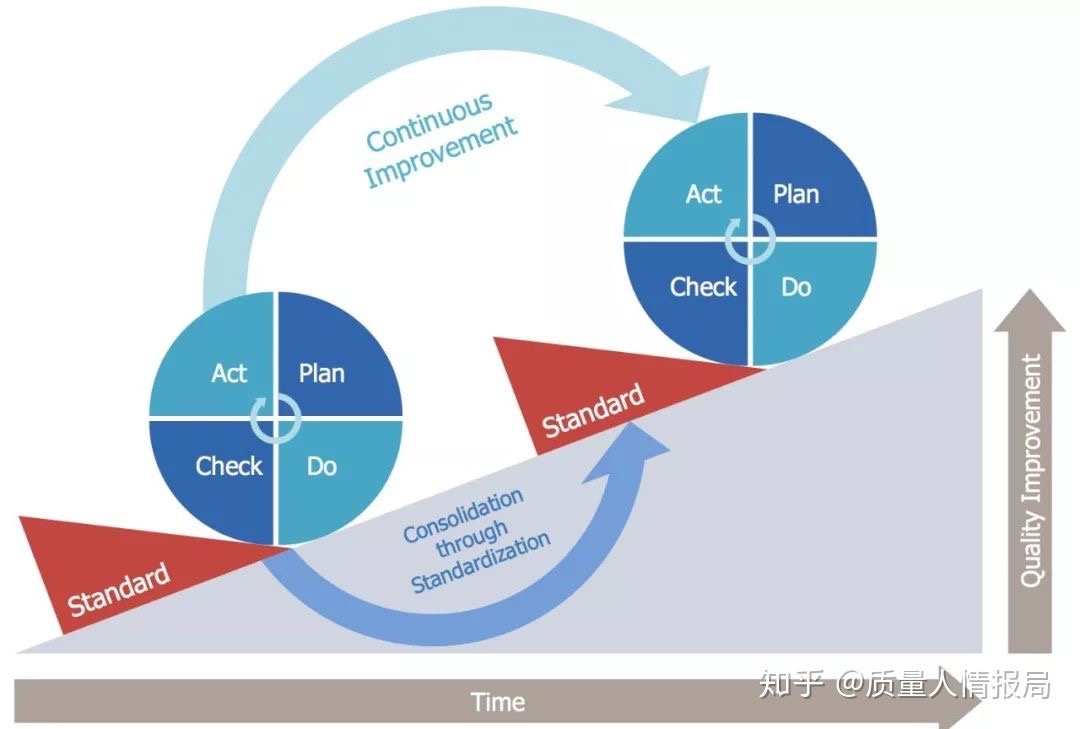 Continuous
Improvement
Act
Plan
Check
Do
Act
Plan
Check
Do
Standard
Standard
Consolidation
through
Standardization
Quality Improvement
Time
知乎 @质量人情报局